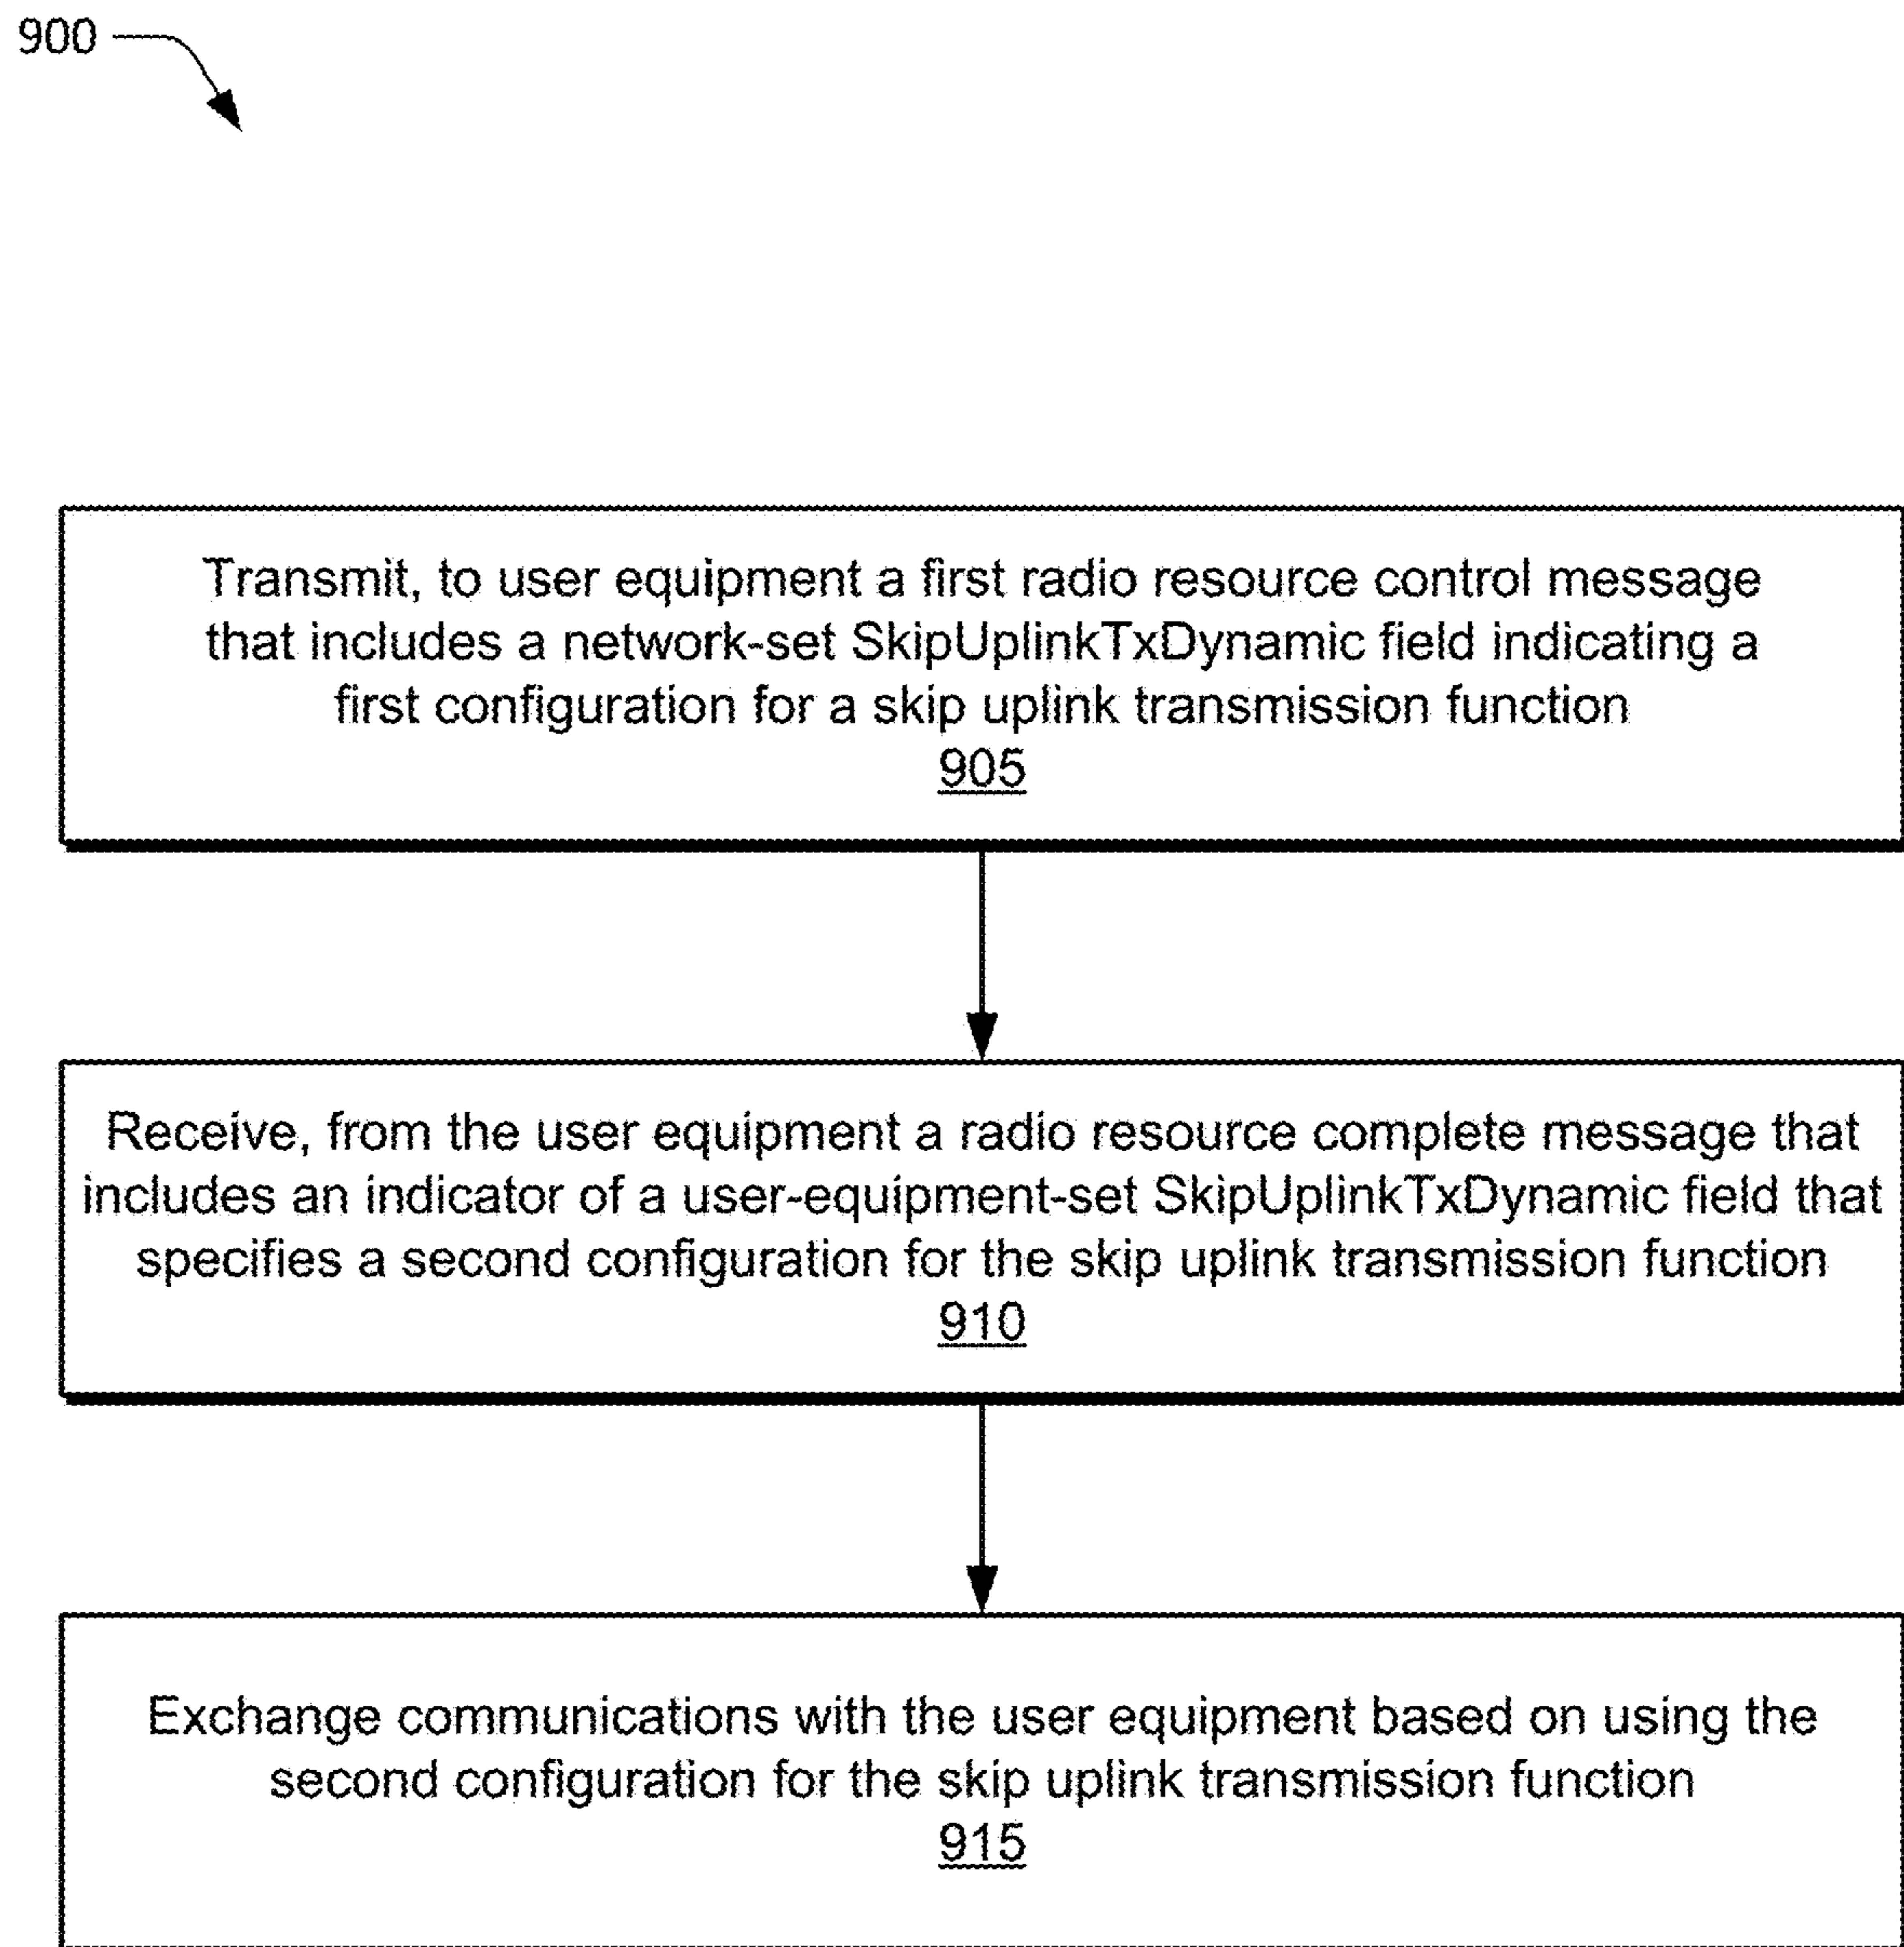 900
Transmit, to user equipment a first radio resource control message
that includes a network-set SkipUplinkTxDynamic field indicating a
first configuration for a skip uplink transmission function
905
Receive, from the user equipment a radio resource complete message that
includes an indicator of a user-equipment-set SkipUplinkTxDynamic field that
specifies a second configuration for the skip uplink transmission function
910
Exchange communications with the user equipment based on using the
second configuration for the skip uplink transmission function
915